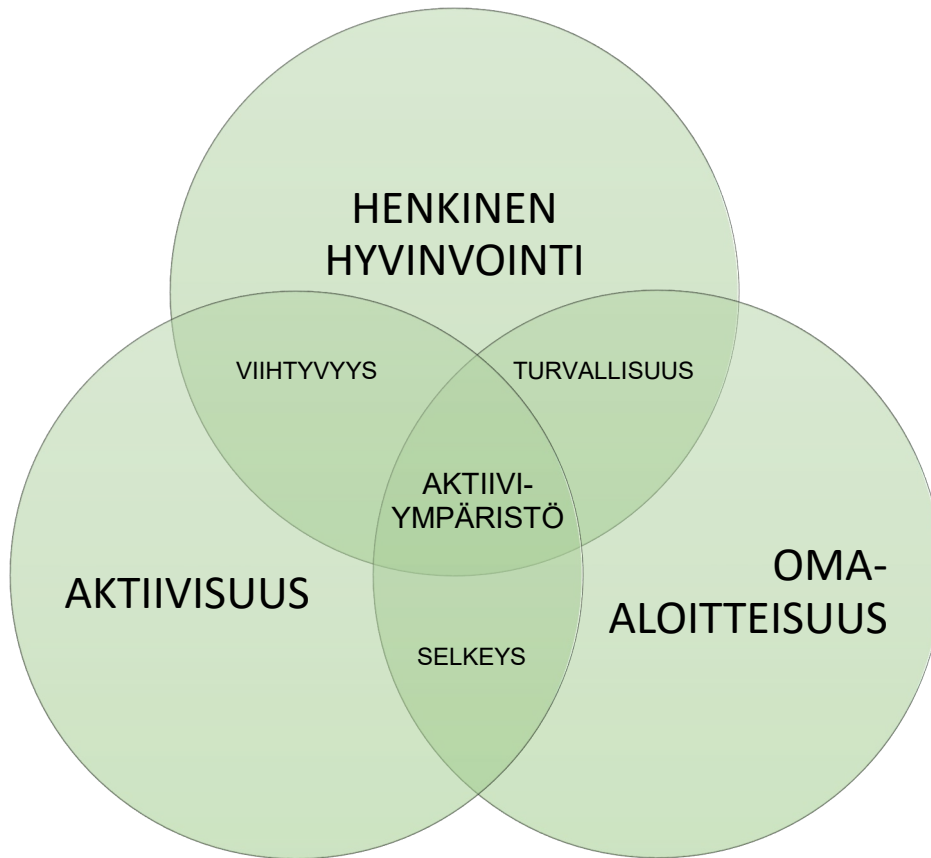 HENKINEN
HYVINVOINTI
VIIHTYVYYS
TURVALLISUUS
AKTIIVI-
YMPÄRISTÖ
AKTIIVISUUS
OMA-
ALOITTEISUUS
SELKEYS